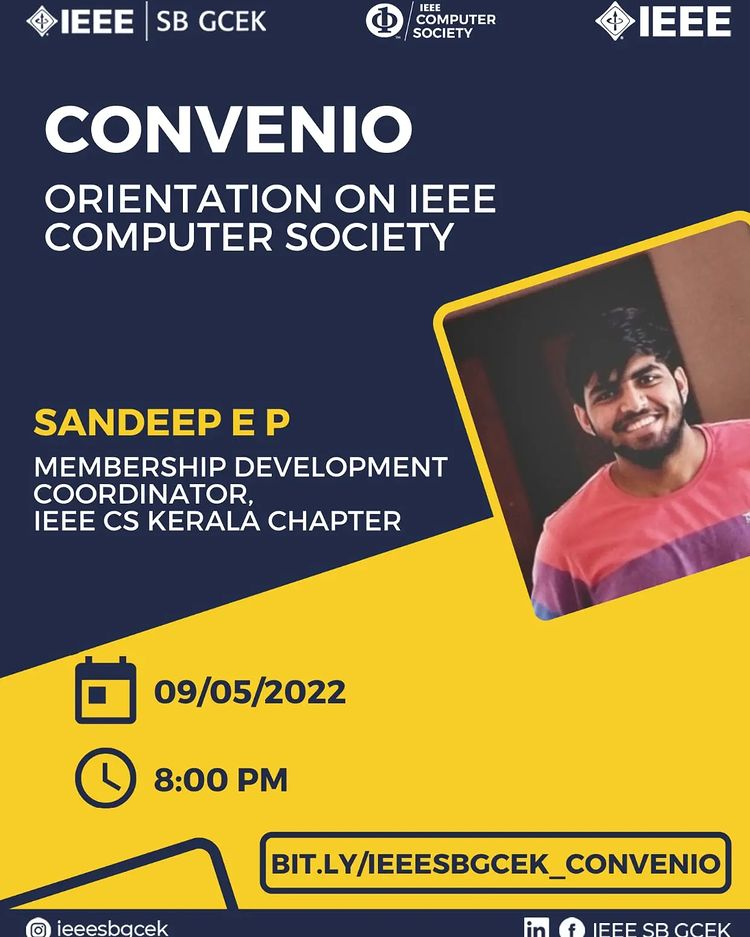 IEEE SB GCEK
IEEE
COMPUTER
SOCIETY
IEEE
CONVENIO
ORIENTATION ON IEEE
COMPUTER SOCIETY
SANDEEP E P
MEMBERSHIP DEVELOPMENT
COORDINATOR,
IEEE CS KERALA CHAPTER
09/05/2022
8:00 PM
BIT.LY/IEEESBGCEK_CONVENIO
ieeesbgcek
IEEE SB GCEK